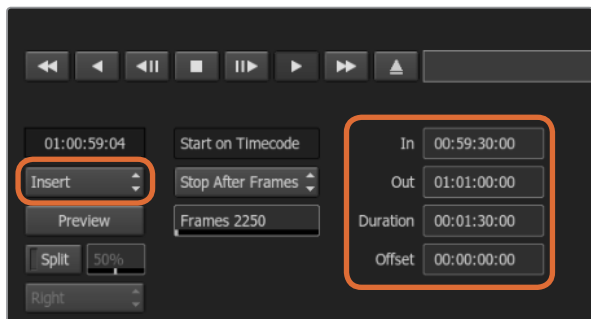 01:00:59:04
Start on Timecode
In 00:59:30:00
Insert
Stop After Frames
Out 01:01:00:00
Preview
Frames 2250
Duration 00:01:30:00
Split 50%
Offset 00:00:00:00
Right